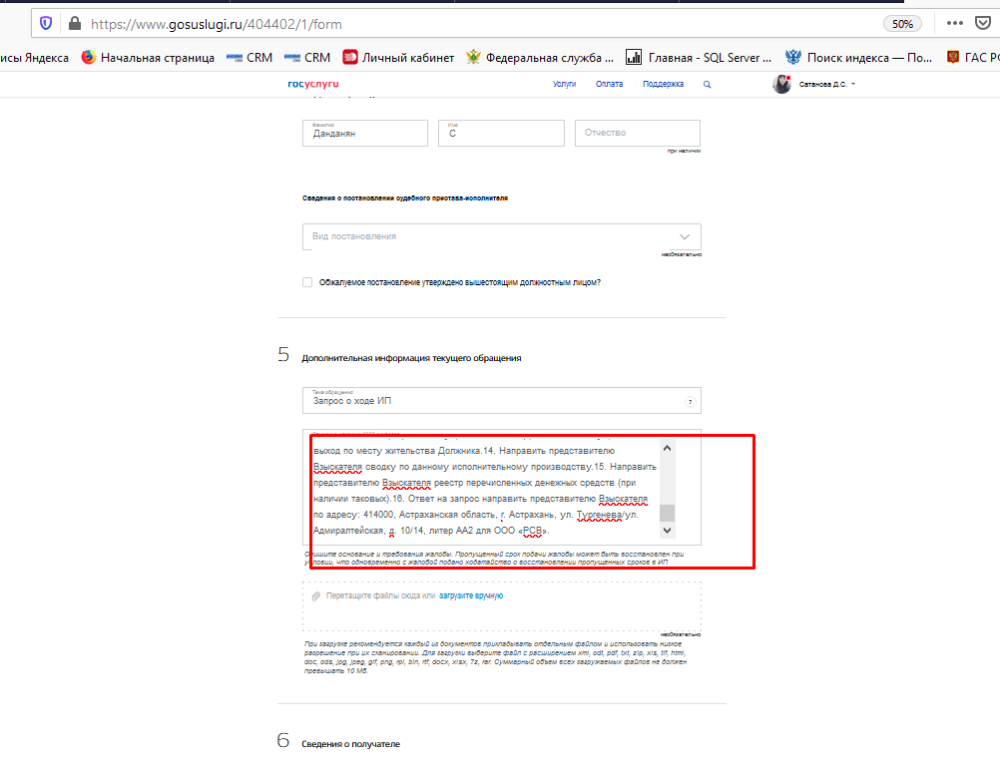 https://www.gosuslugi.ru/404402/1/form
50%
исы Яндекса
Начальная страница
CRM
CRM
Личный кабинет
Федеральная служба ...
Главная - SQL Server ...
Поиск индекса — По...
ГАС РФ
госуслуги
Услуги
Оплата
Поддержка
Сатанова Д.С.
Фамилия
Имя
Данданян
С
Отчество
при наличии
Сведения о постановлении судебного пристава-исполнителя
Вид постановления
необязательно
Обжалуемое постановление утверждено вышестоящим должностным лицом?
5 Дополнительная информация текущего обращения
Тема обращения
Запрос о ходе ИП
?
выход по месту жительства Должника.14. Направить представителю
Взыскателя сводку по данному исполнительному производству.15. Направить
представителю Взыскателя реестр перечисленных денежных средств (при
наличии таковых).16. Ответ на запрос направить представителю Взыскателя
по адресу: 414000, Астраханская область, г. Астрахань, ул. Тургенева/ул.
Адмиралтейская, д. 10/14, литер АА2 для ООО «РСВ».
Опишите основание и требования жалобы. Пропущенный срок подачи жалобы может быть восстановлен при
условии, что одновременно с жалобой подано ходатайство о восстановлении пропущенных сроков в ИП
Перетащите файлы сюда или загрузите вручную
необязательно
При загрузке рекомендуется каждый из документов прикладывать отдельным файлом и использовать низкое
разрешение при их сканировании. Для загрузки выберите файл с расширением xml, odt, pdf, txt, zip, xls, tif, html,
doc, ods, jpg, jpeg, gif, png, rpi, bin, rtf, docx, xlsx, 7z, rar. Суммарный объем всех загружаемых файлов не должен
превышать 10 Мб.
6 Сведения о получателе